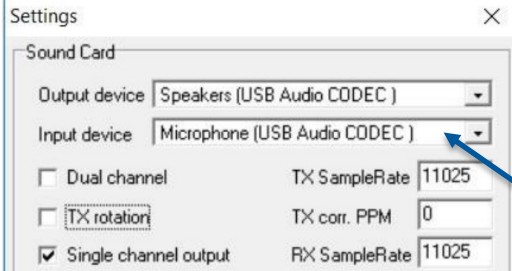 Settings
Sound Card
Output device Speakers (USB Audio CODEC )
Input device Microphone (USB Audio CODEC )
Dual channel TX SampleRate 11025
TX rotation TX corr. PPM 0
Single channel output RX SampleRate 11025